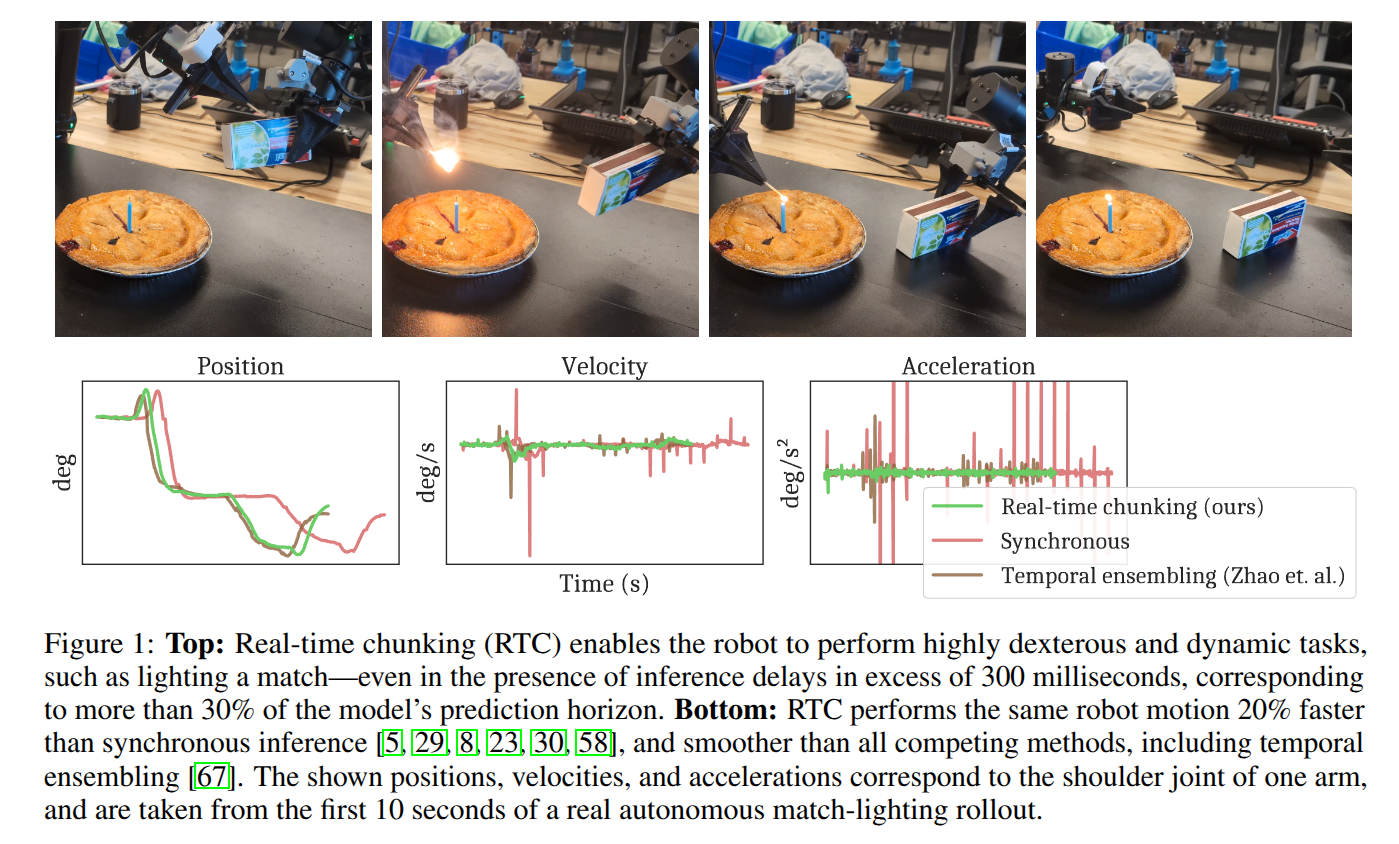 Position
Velocity
Acceleration
deg
deg/s
deg/s²
Time (s)
Real-time chunking (ours)
Synchronous
Temporal ensembling (Zhao et. al.)
Figure 1: Top: Real-time chunking (RTC) enables the robot to perform highly dexterous and dynamic tasks,
such as lighting a match—even in the presence of inference delays in excess of 300 milliseconds, corresponding
to more than 30% of the model's prediction horizon. Bottom: RTC performs the same robot motion 20% faster
than synchronous inference [5, 29, 8, 23, 30, 58], and smoother than all competing methods, including temporal
ensembling [67]. The shown positions, velocities, and accelerations correspond to the shoulder joint of one arm,
and are taken from the first 10 seconds of a real autonomous match-lighting rollout.